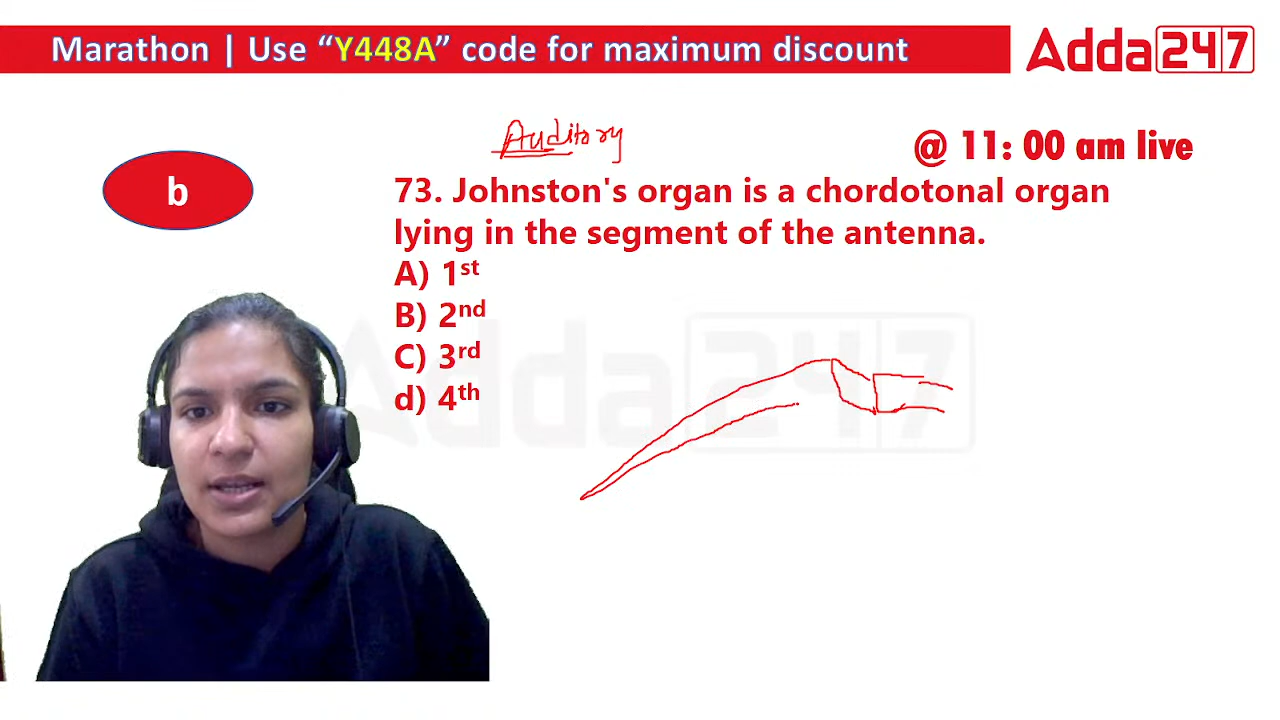 Marathon | Use “Y448A” code for maximum discount
Adda247
Auditory
@ 11: 00 am live
b
73. Johnston's organ is a chordotonal organ
lying in the segment of the antenna.
A) 1st
B) 2nd
C) 3rd
d) 4th
Adda247